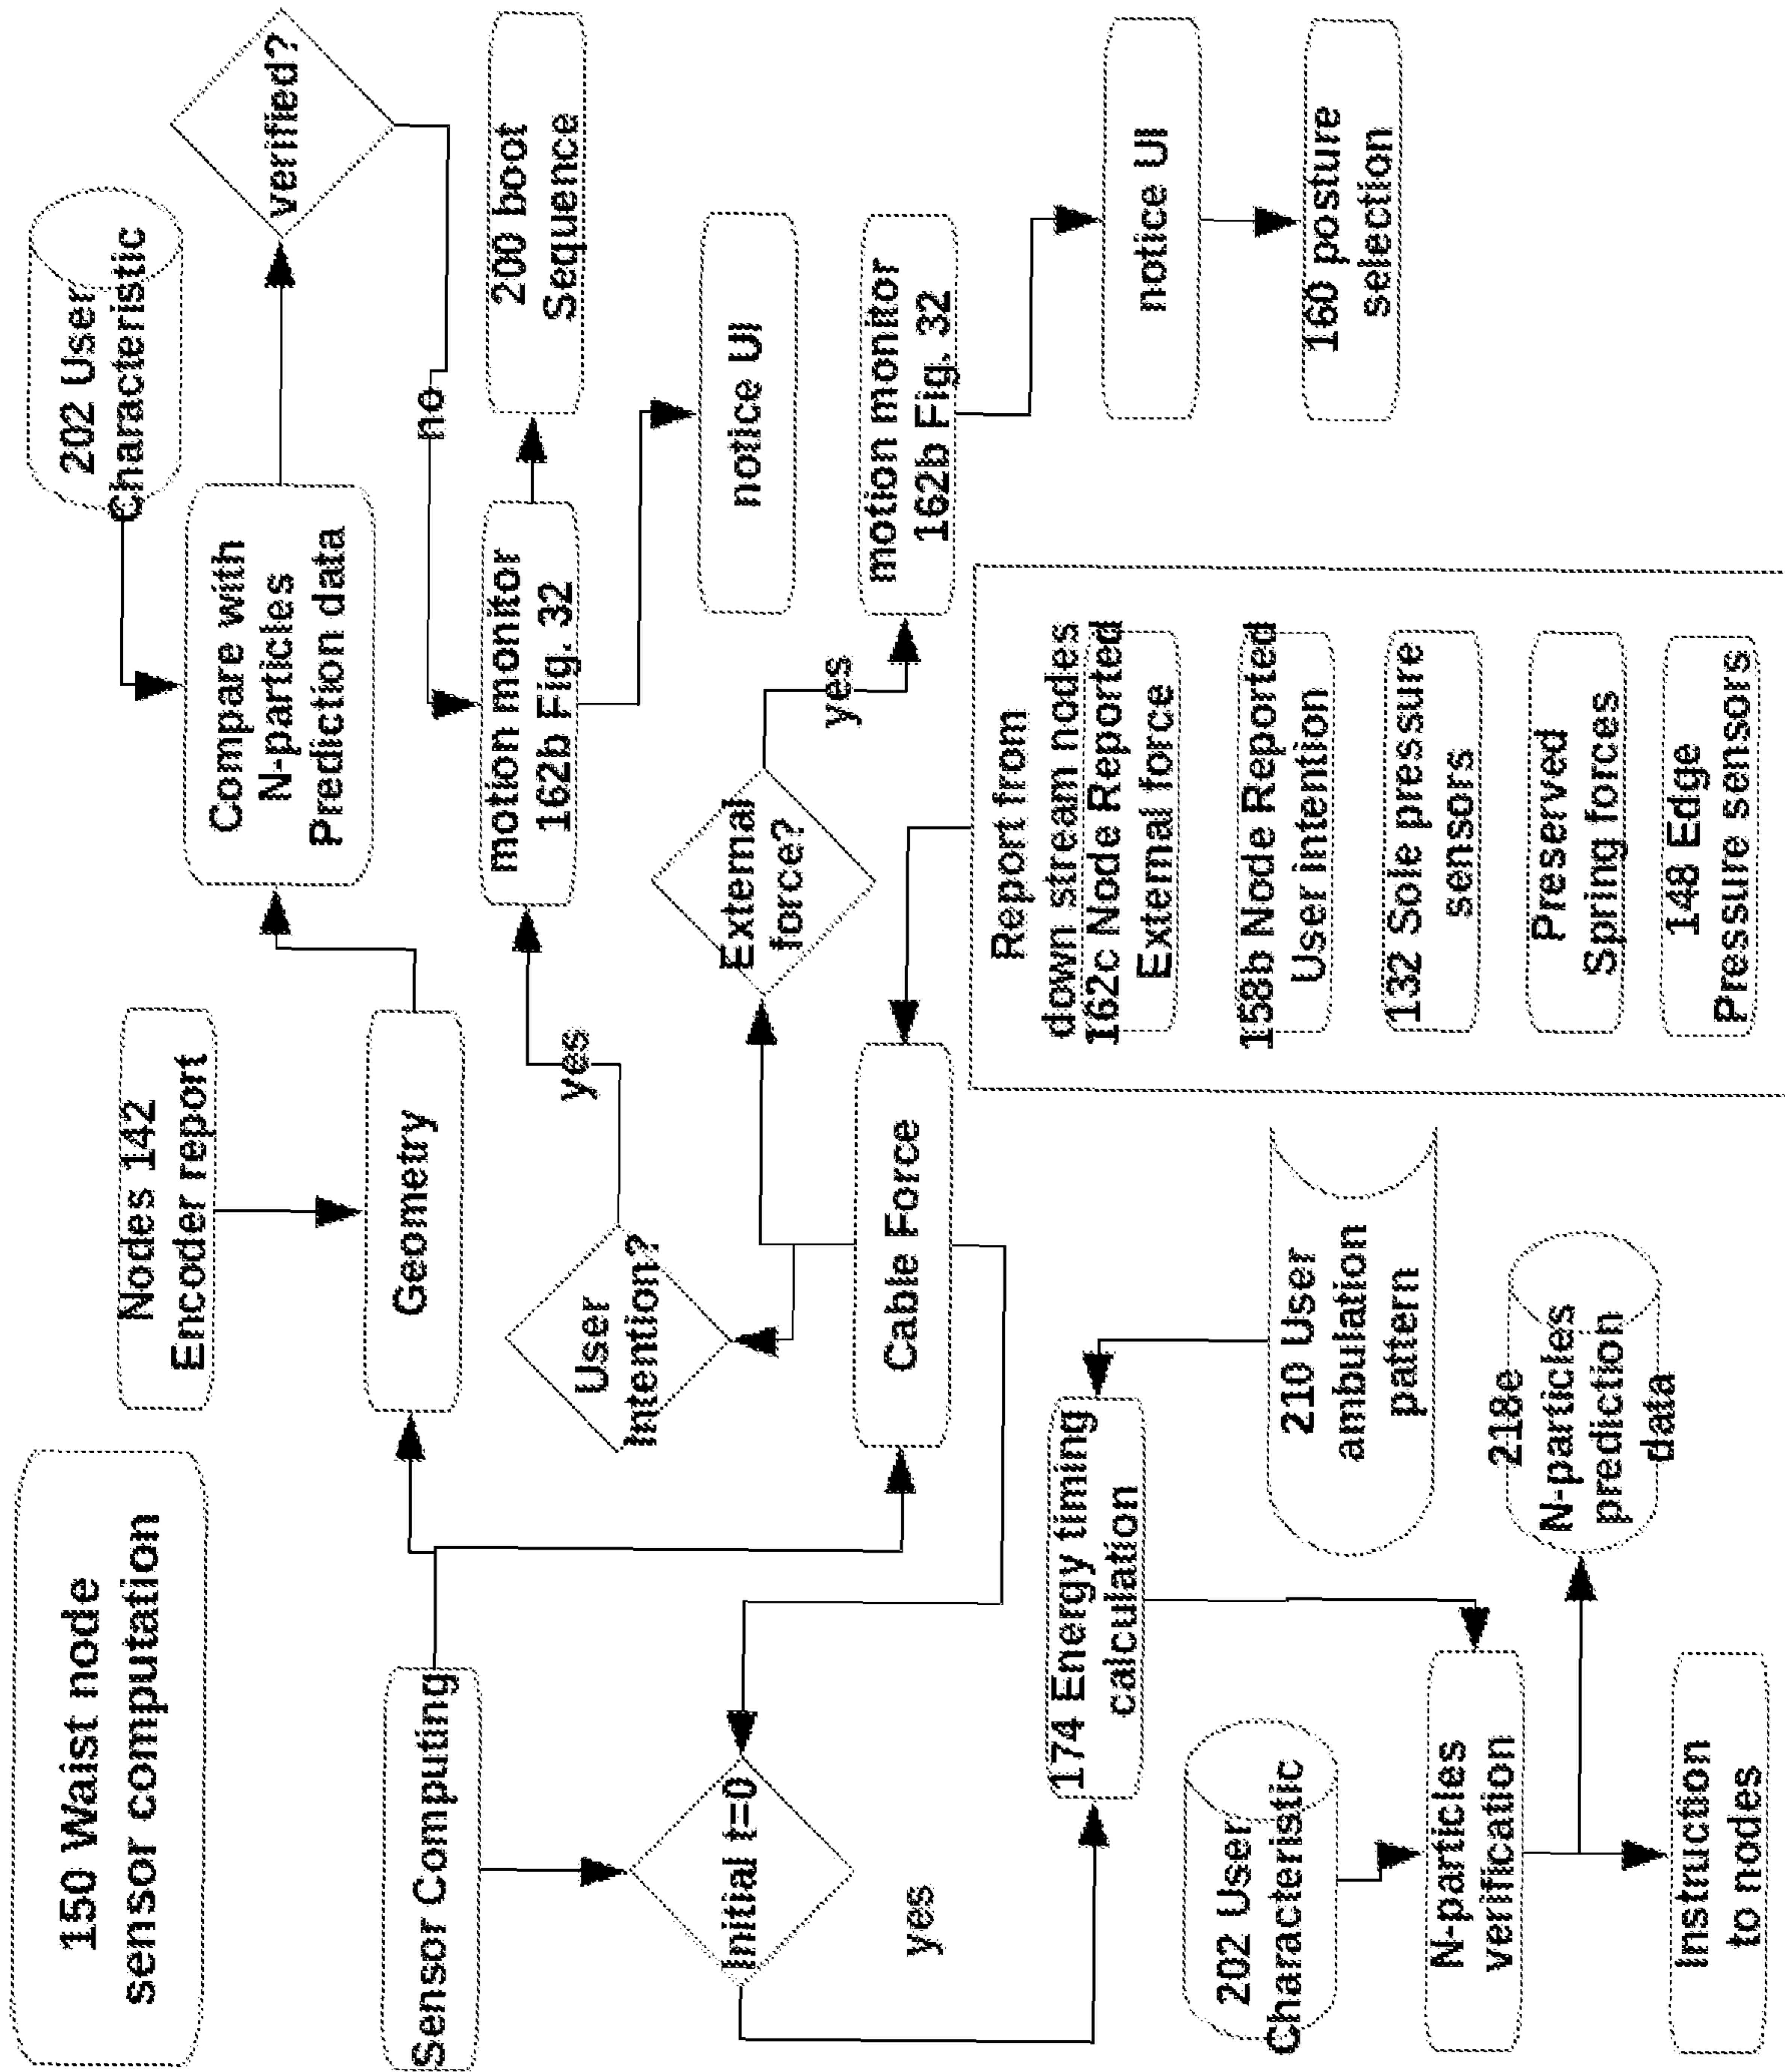 150 Waist node
sensor computation
Nodes 142
Encoder report
202 User
Characteristic
Sensor Computing
Geometry
Compare with
N-particles
Prediction data
verified?
no
User
Intention?
yes
motion monitor
162b Fig. 32
200 boot
Sequence
notice UI
Initial t=0
yes
Cable Force
External
force?
yes
motion monitor
162b Fig. 32
notice UI
160 posture
selection
Report from
down stream nodes
162c Node Reported
External force
158b Node Reported
User intention
132 Sole pressure
sensors
Preserved
Spring forces
148 Edge
Pressure sensors
174 Energy timing
calculation
210 User
ambulation
pattern
202 User
Characteristic
N-particles
verification
218e
N-particles
prediction
data
Instruction
to nodes